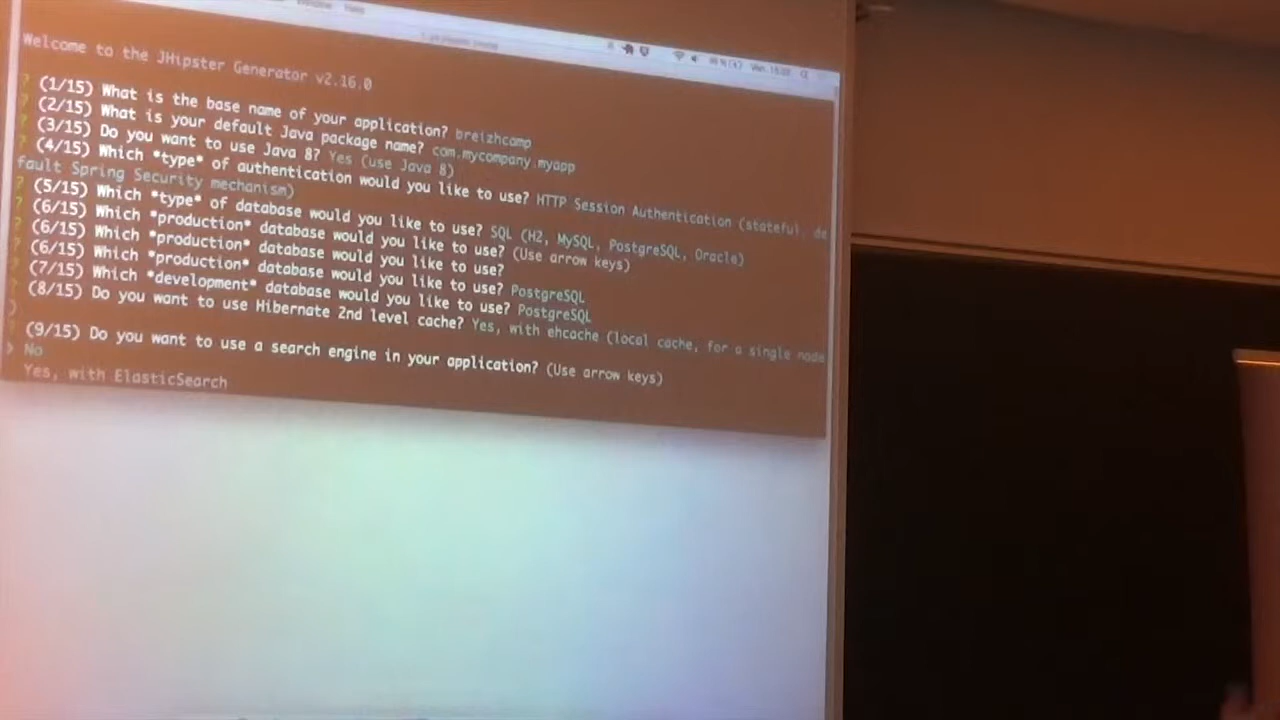 Window Help
Welcome to the JHipster Generator v2.16.0
? (1/15) What is the base name of your application? breizhcamp
? (2/15) What is your default Java package name? com.mycompany.myapp
? (3/15) Do you want to use Java 8? Yes (use Java 8)
? (4/15) Which *type* of authentication would you like to use? HTTP Session Authentication (stateful, de
fault Spring Security mechanism)
? (5/15) Which *type* of database would you like to use? SQL (H2, MySQL, PostgreSQL, Oracle)
? (6/15) Which *production* database would you like to use? (Use arrow keys)
? (6/15) Which *production* database would you like to use?
? (6/15) Which *production* database would you like to use? PostgreSQL
? (7/15) Which *development* database would you like to use? PostgreSQL
? (8/15) Do you want to use Hibernate 2nd level cache? Yes, with ehcache (local cache, for a single node
)
? (9/15) Do you want to use a search engine in your application? (Use arrow keys)
> No
Yes, with ElasticSearch